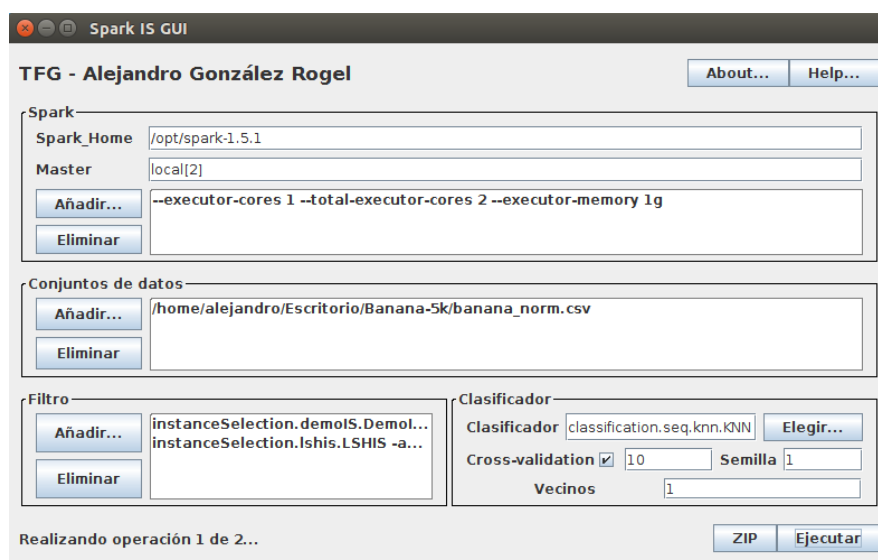 Spark IS GUI
TFG - Alejandro González Rogel
About...
Help...
Spark
Spark_Home /opt/spark-1.5.1
Master local[2]
Añadir...
--executor-cores 1 --total-executor-cores 2 --executor-memory 1g
Eliminar
Conjuntos de datos
Añadir...
/home/alejandro/Escritorio/Banana-5k/banana_norm.csv
Eliminar
Filtro
Añadir...
instanceSelection.demoIS.DemoI...
instanceSelection.lshis.LSHIS -a...
Eliminar
Clasificador
Clasificador classification.seq.knn.KNN Elegir...
Cross-validation 10 Semilla 1
Vecinos 1
Realizando operación 1 de 2...
ZIP
Ejecutar